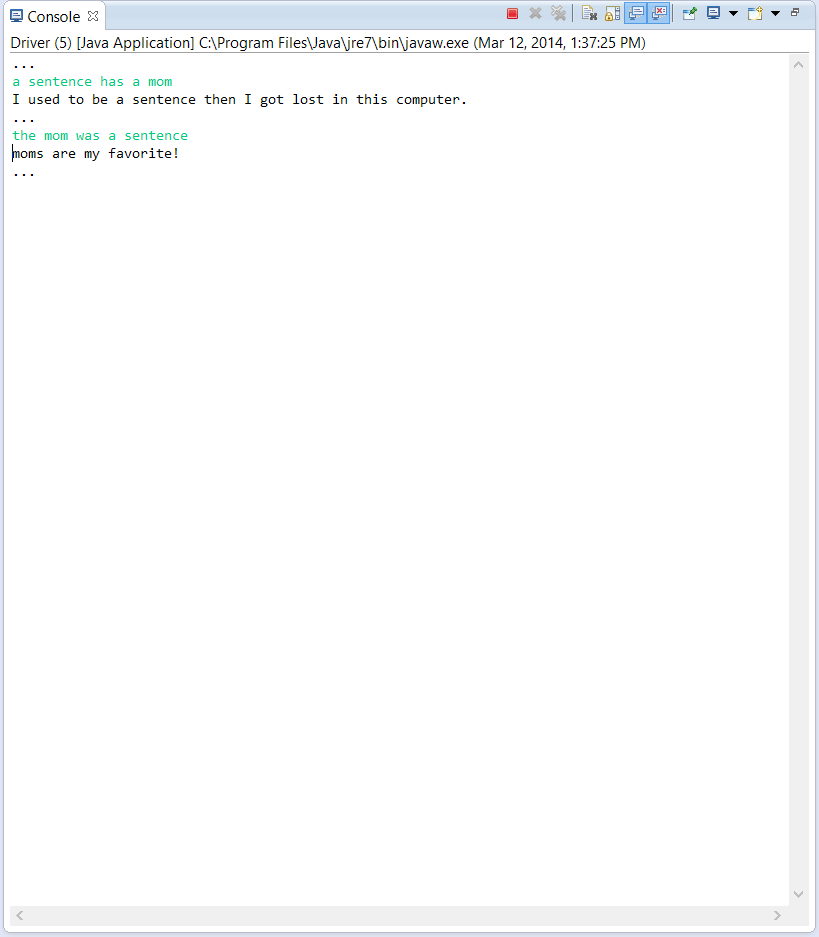 Console
Driver (5) [Java Application] C:\Program Files\Java\jre7\bin\javaw.exe (Mar 12, 2014, 1:37:25 PM)
...
a sentence has a mom
I used to be a sentence then I got lost in this computer.
...
the mom was a sentence
moms are my favorite!
...